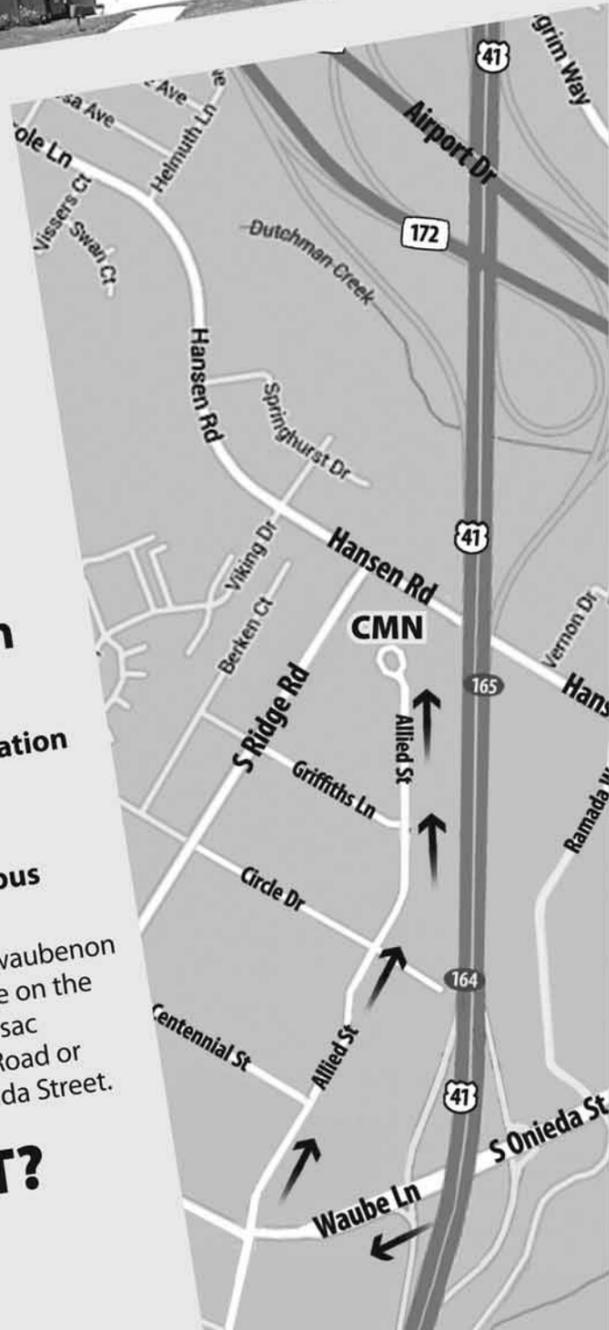 41
grim Way
Ave
sa Ave
Helmuth Ln
ole Ln
Airport Dr
Vissers Ct
Swan Ct
172
Dutchman Creek
Hansen Rd
Springhurst Dr
41
Viking Dr
Hansen Rd
Berken Ct
Vernon Dr
CMN
165
Hans
S Ridge Rd
Allied St
Griffiths Ln
Ramada W
Circle Dr
164
Centennial St
Allied St
41
S Onieda St
Waube Ln
n
ation
ous
waubenon
e on the
sac
Road or
da Street.
T?